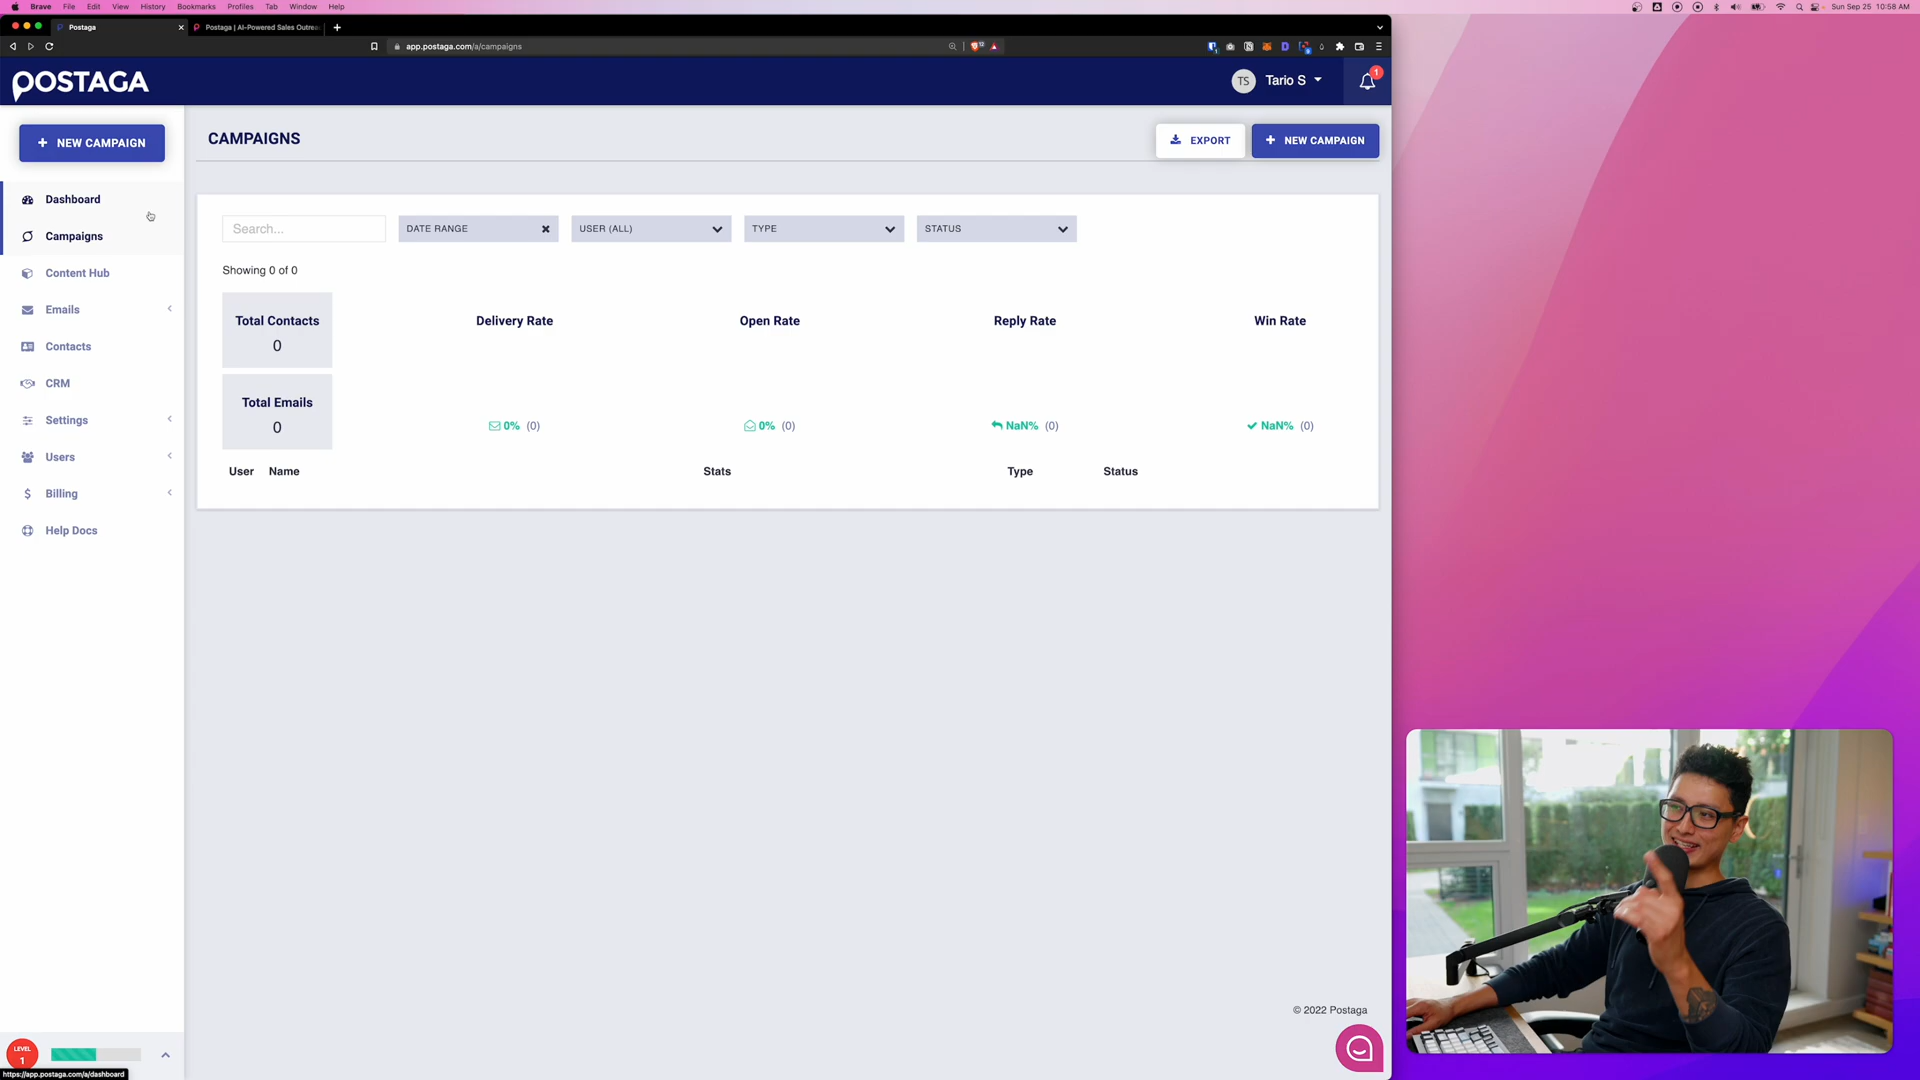 Brave File Edit View History Bookmarks Profiles Tab Window Help
Sun Sep 25 10:58 AM
Postaga
Postaga | AI-Powered Sales Outrea
app.postaga.com/a/campaigns
POSTAGA
TS Tario S
1
+ NEW CAMPAIGN
CAMPAIGNS
EXPORT
+ NEW CAMPAIGN
Dashboard
Campaigns
Content Hub
Emails
Contacts
CRM
Settings
Users
Billing
Help Docs
Search...
DATE RANGE
USER (ALL)
TYPE
STATUS
Showing 0 of 0
Total Contacts
0
Delivery Rate
Open Rate
Reply Rate
Win Rate
Total Emails
0
0% (0)
0% (0)
NaN% (0)
NaN% (0)
User Name Stats Type Status
© 2022 Postaga
LEVEL
1
https://app.postaga.com/a/dashboard